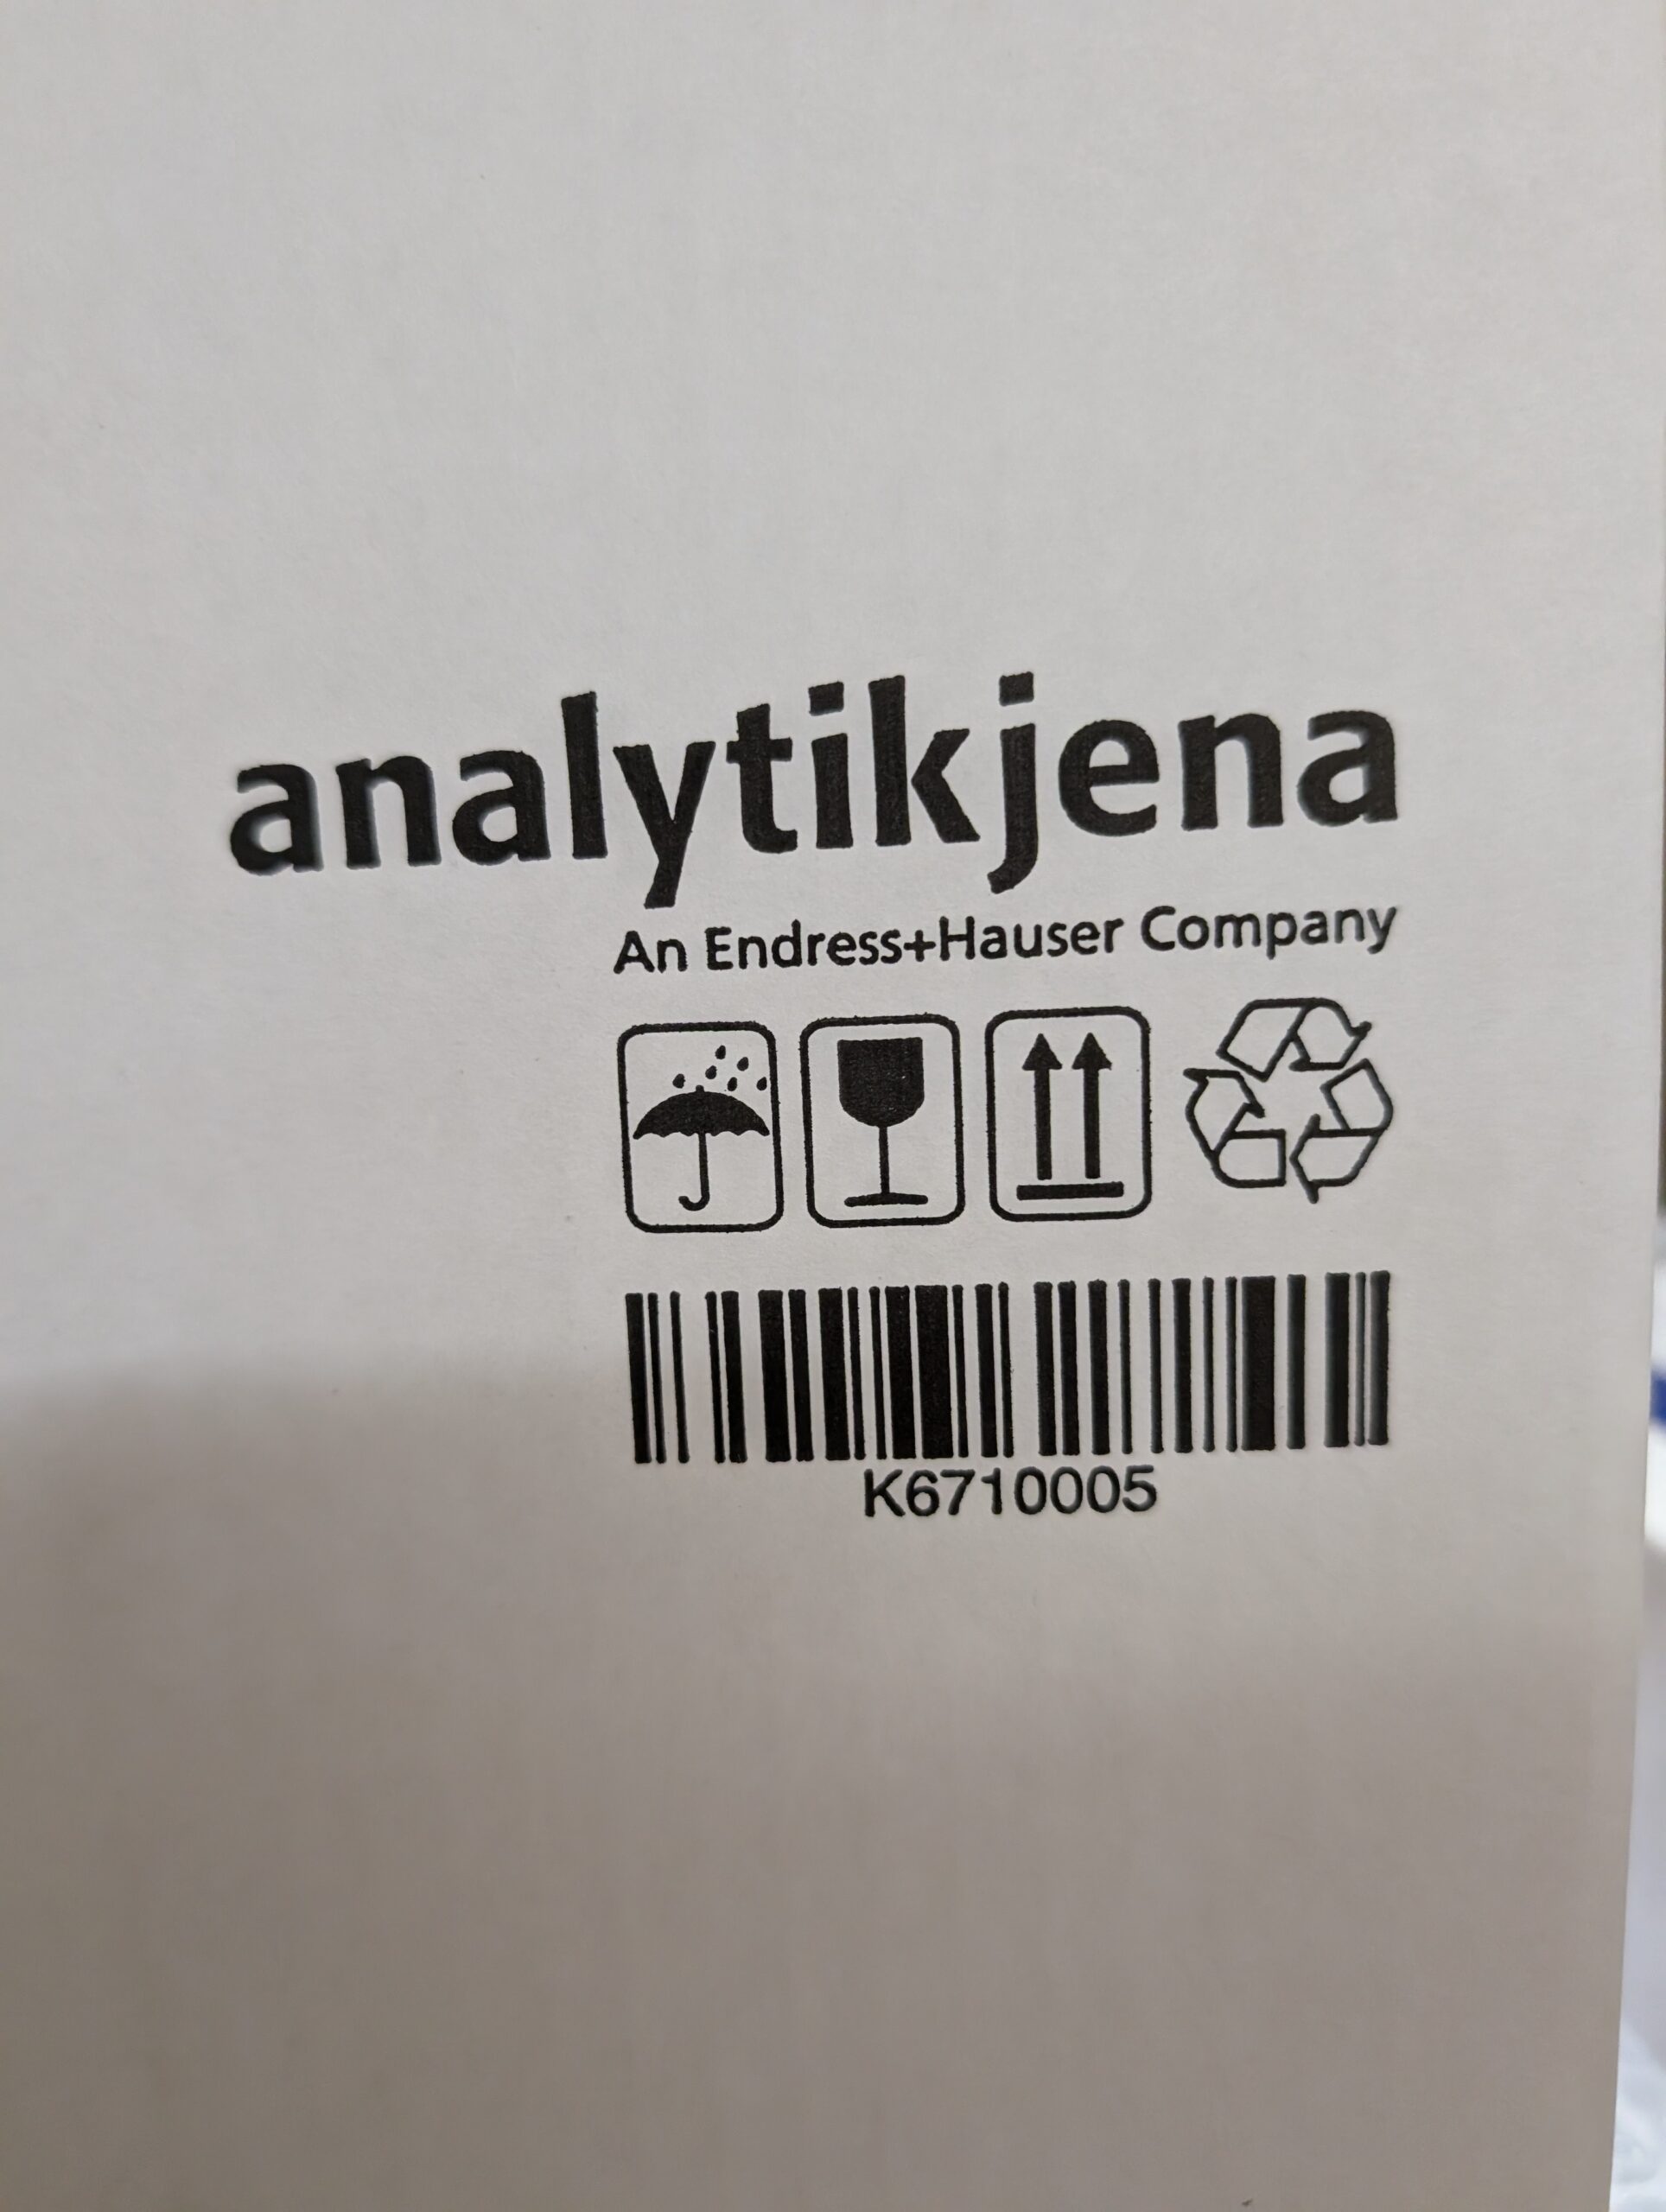 analytikjena
An Endress+Hauser Company
K6710005